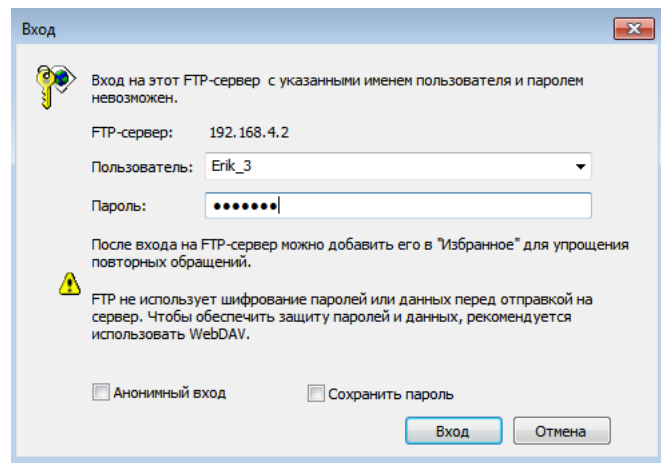 Вход
Вход на этот FTP-сервер с указанными именем пользователя и паролем
невозможен.
FTP-сервер: 192.168.4.2
Пользователь: Erik_3
Пароль: ●●●●●●●
После входа на FTP-сервер можно добавить его в "Избранное" для упрощения
повторных обращений.
FTP не использует шифрование паролей или данных перед отправкой на
сервер. Чтобы обеспечить защиту паролей и данных, рекомендуется
использовать WebDAV.
Анонимный вход Сохранить пароль
Вход Отмена